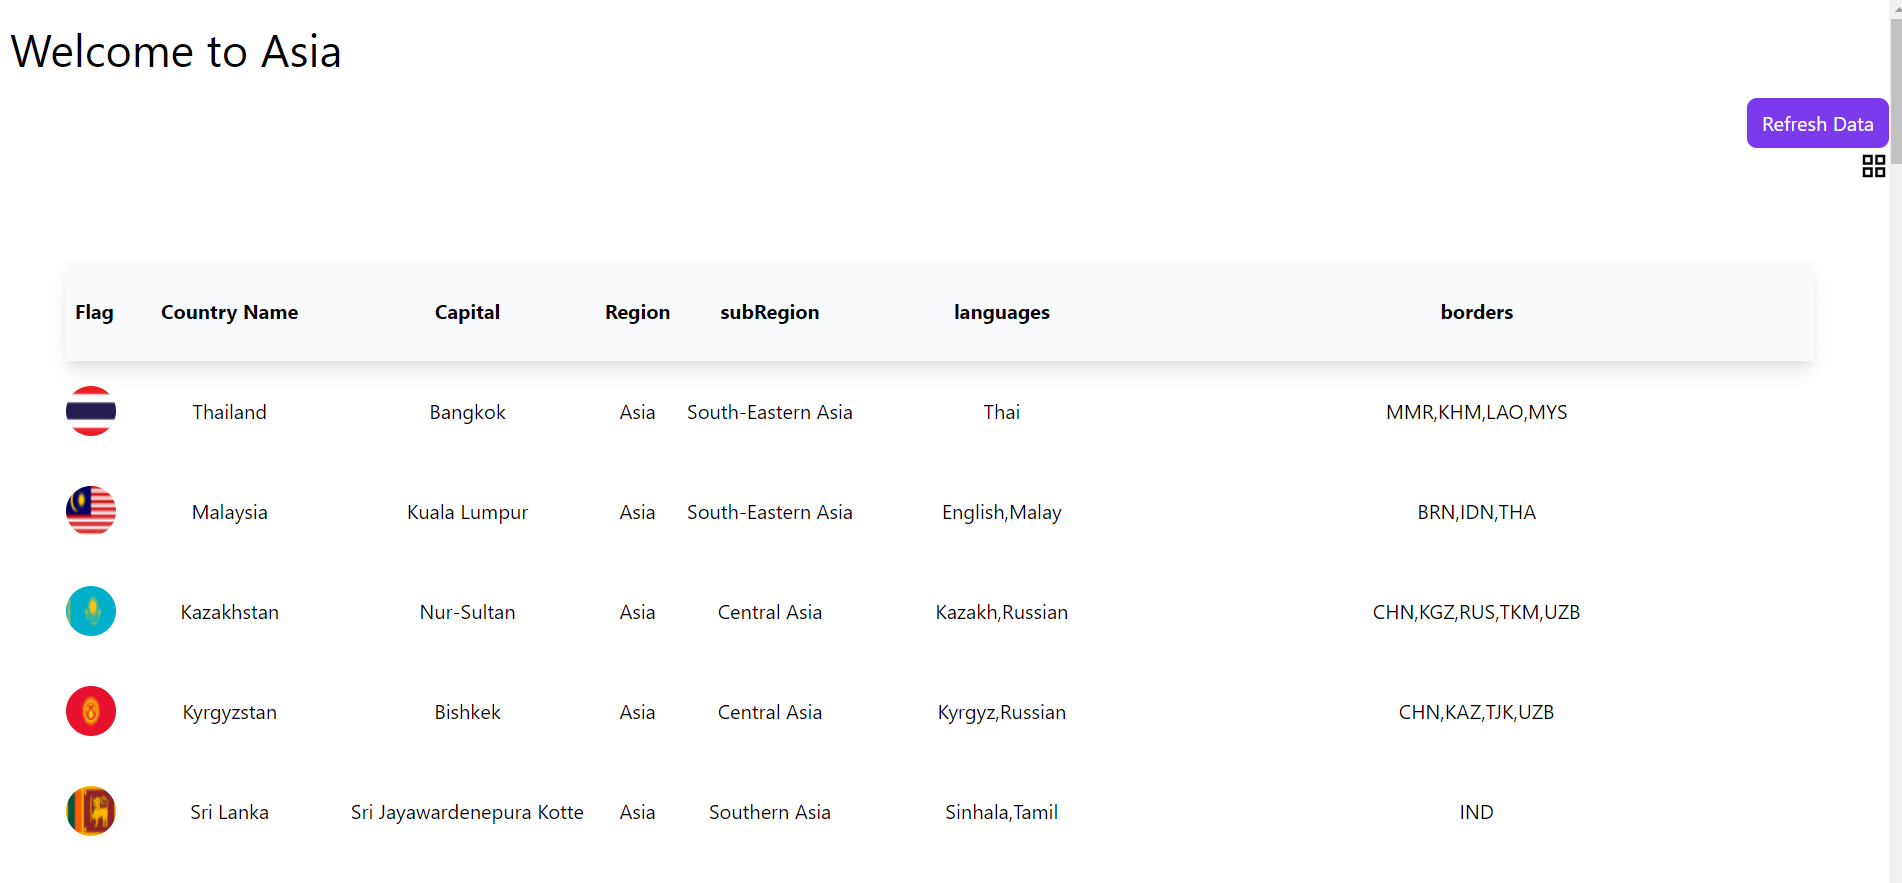 Welcome to Asia
Refresh Data
Flag Country Name Capital Region subRegion languages borders
Thailand Bangkok Asia South-Eastern Asia Thai MMR,KHM,LAO,MYS
Malaysia Kuala Lumpur Asia South-Eastern Asia English,Malay BRN,IDN,THA
Kazakhstan Nur-Sultan Asia Central Asia Kazakh,Russian CHN,KGZ,RUS,TKM,UZB
Kyrgyzstan Bishkek Asia Central Asia Kyrgyz,Russian CHN,KAZ,TJK,UZB
Sri Lanka Sri Jayawardenepura Kotte Asia Southern Asia Sinhala,Tamil IND